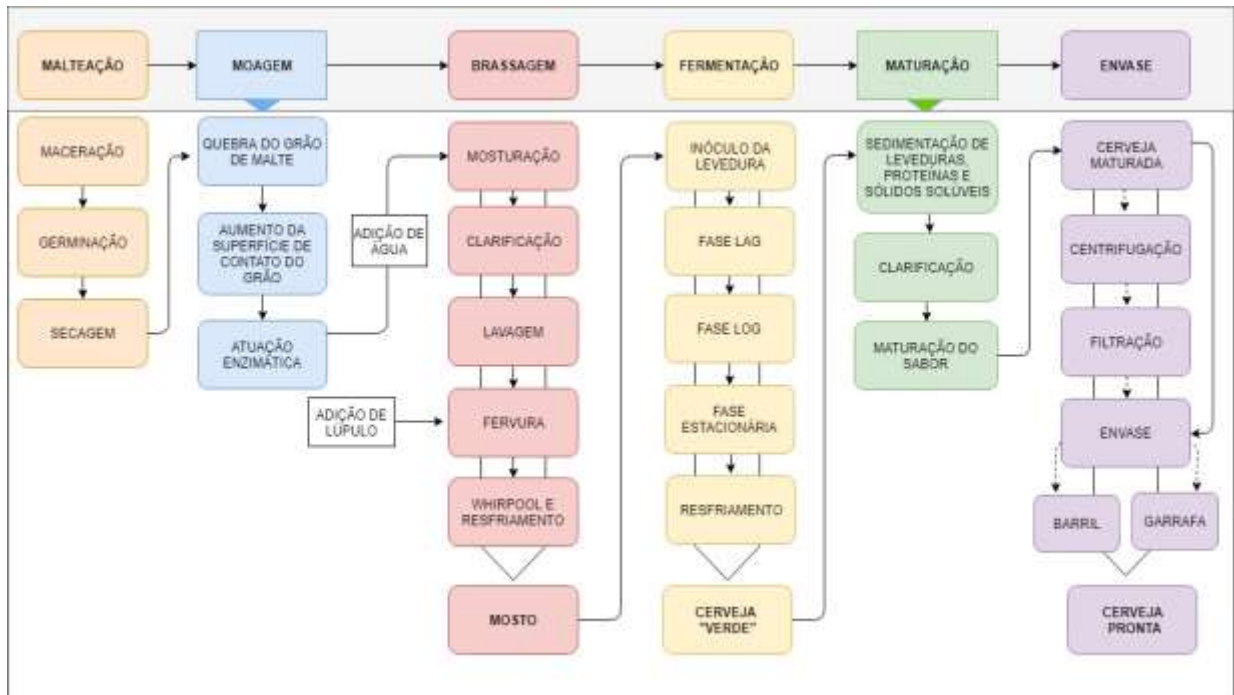 MALTEAÇÃO
MOAGEM
BRASSAGEM
FERMENTAÇÃO
MATURAÇÃO
ENVASE
MACERAÇÃO
GERMINAÇÃO
SECAGEM
QUEBRA DO GRÃO
DE MALTE
AUMENTO DA
SUPERFÍCIE DE
CONTATO DO
GRÃO
ATUAÇÃO
ENZIMÁTICA
ADIÇÃO DE
ÁGUA
ADIÇÃO DE
LÚPULO
MOSTURAÇÃO
CLARIFICAÇÃO
LAVAGEM
FERVURA
WHIRPOOL E
RESFRIAMENTO
MOSTO
INÓCULO DA
LEVEDURA
FASE LAG
FASE LOG
FASE
ESTACIONÁRIA
RESFRIAMENTO
CERVEJA
"VERDE"
SEDIMENTAÇÃO DE
LEVEDURAS,
PROTEÍNAS E
SÓLIDOS SOLÚVEIS
CLARIFICAÇÃO
MATURAÇÃO DO
SABOR
CERVEJA
MATURADA
CENTRIFUGAÇÃO
FILTRAÇÃO
ENVASE
BARRIL
GARRAFA
CERVEJA
PRONTA